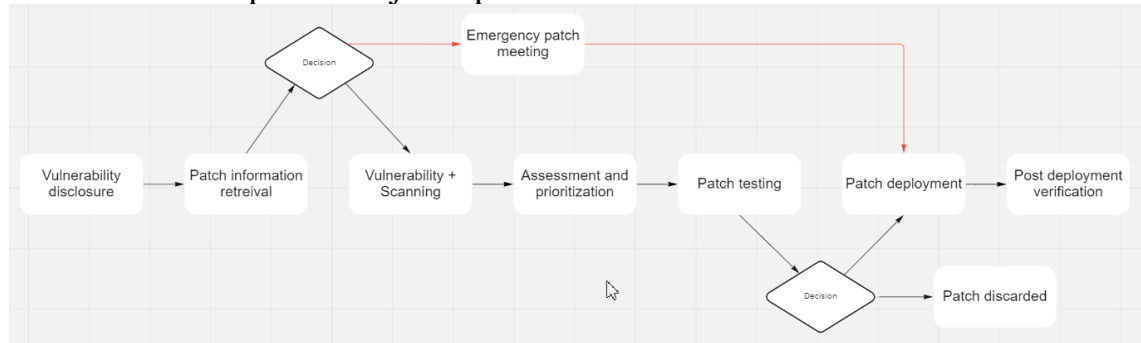 Emergency patch
meeting
Decision
Vulnerability
disclosure
Patch information
retreival
Vulnerability +
Scanning
Assessment and
prioritization
Patch testing
Patch deployment
Post deployment
verification
Decision
Patch discarded